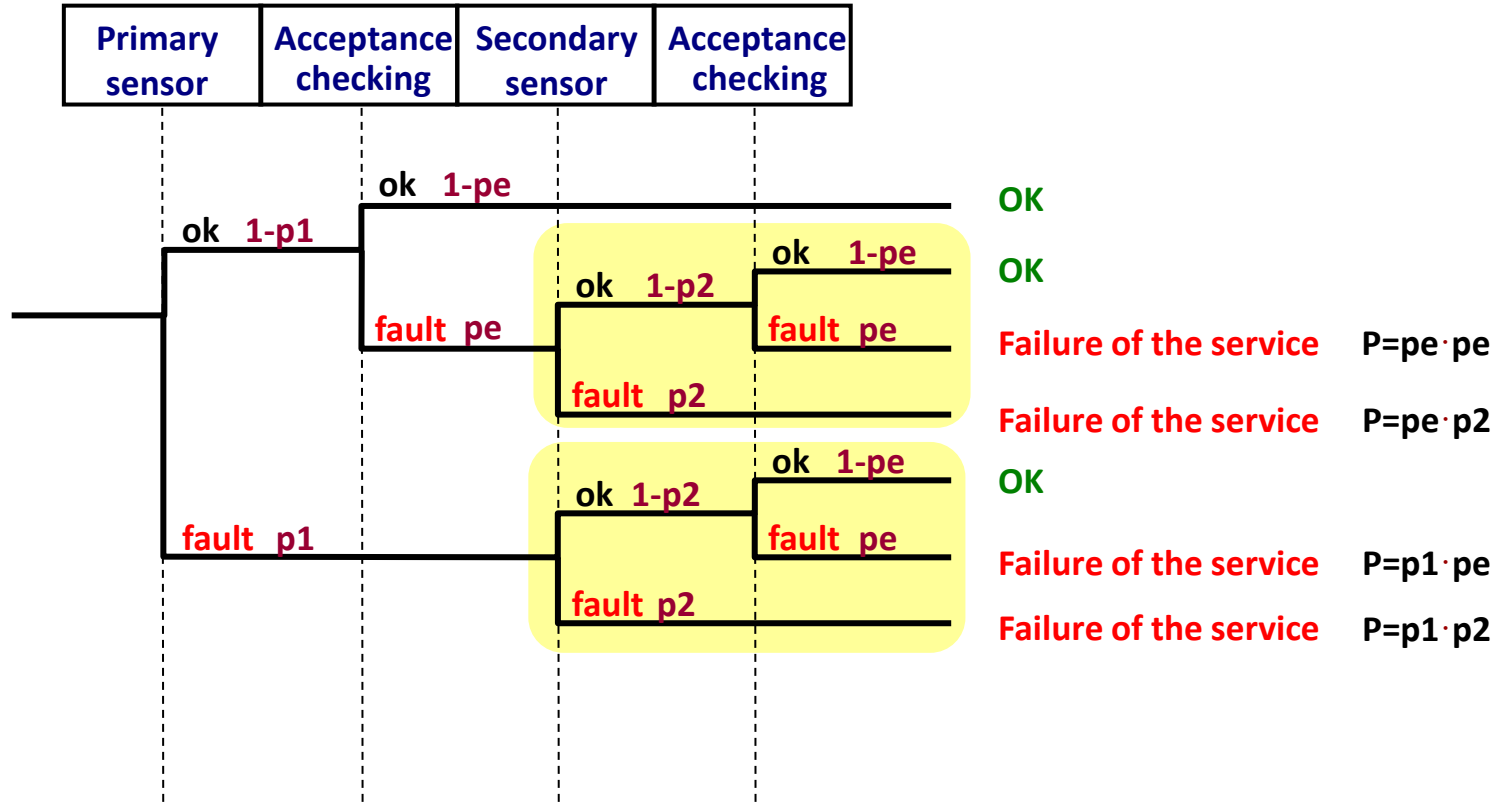 Primary sensor
Acceptance checking
Secondary sensor
Acceptance checking
ok 1-pe
OK
ok 1-p1
ok 1-pe
OK
ok 1-p2
fault pe
fault pe
Failure of the service P=pe·pe
fault p2
Failure of the service P=pe·p2
ok 1-pe
OK
ok 1-p2
fault p1
fault pe
Failure of the service P=p1·pe
fault p2
Failure of the service P=p1·p2